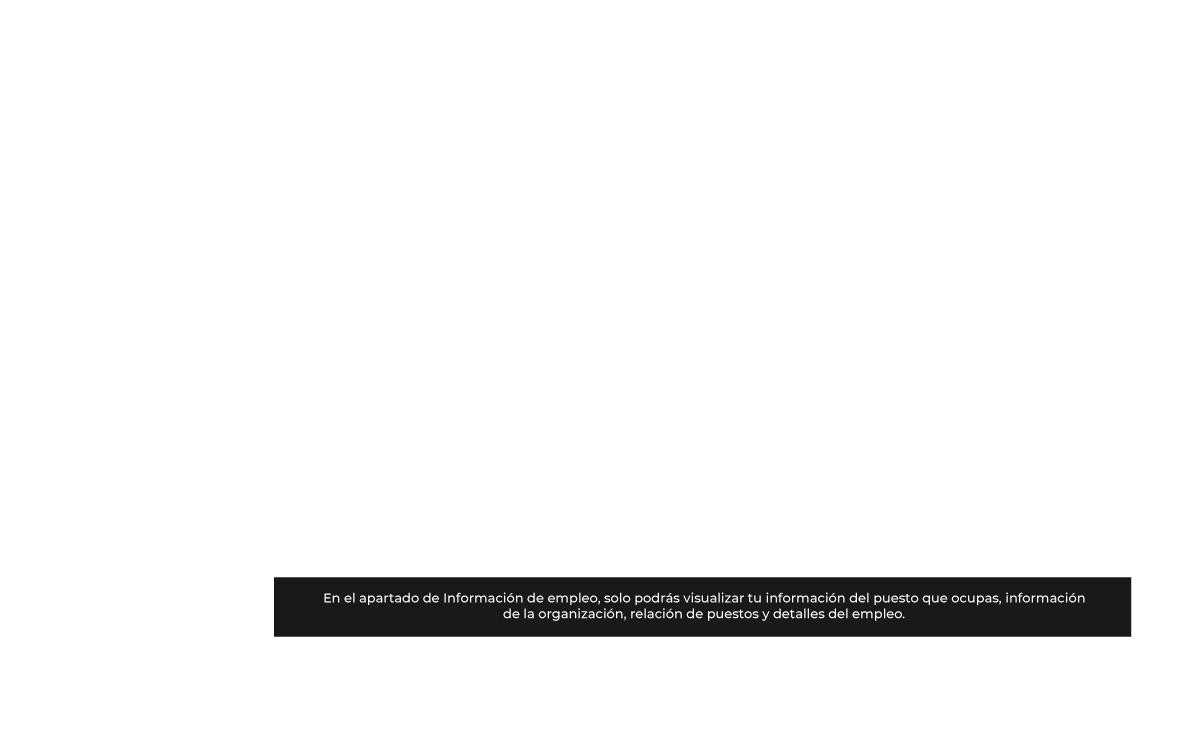 En el apartado de Información de empleo, solo podrás visualizar tu información del puesto que ocupas, información
de la organización, relación de puestos y detalles del empleo.